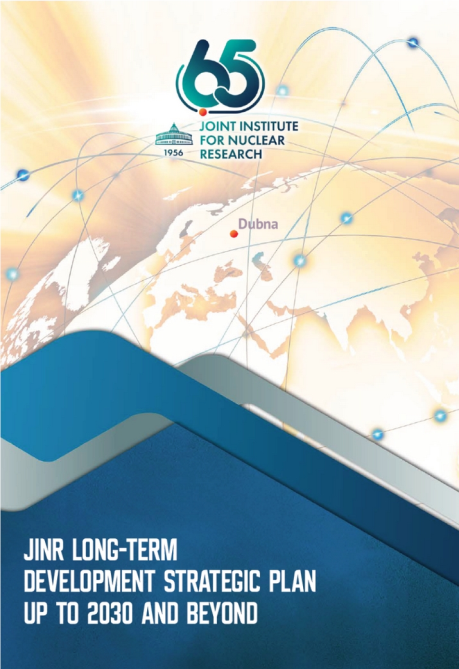 65
JOINT INSTITUTE
FOR NUCLEAR
RESEARCH
1956
Dubna
JINR LONG-TERM
DEVELOPMENT STRATEGIC PLAN
UP TO 2030 AND BEYOND